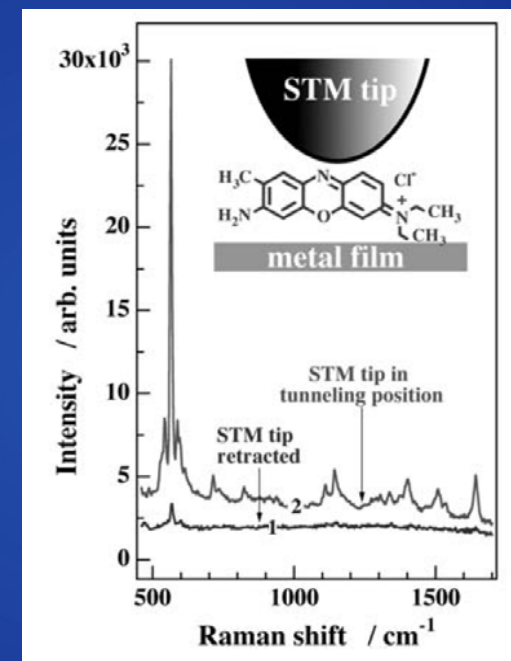 30x10³
25
20
15
10
5
0
Intensity / arb. units
STM tip
H₃C
N
Cl⁺
H₂N
O
+
N
CH₃
CH₃
metal film
STM tip in
tunneling position
STM tip
retracted
2
1
500
1000
1500
Raman shift / cm⁻¹